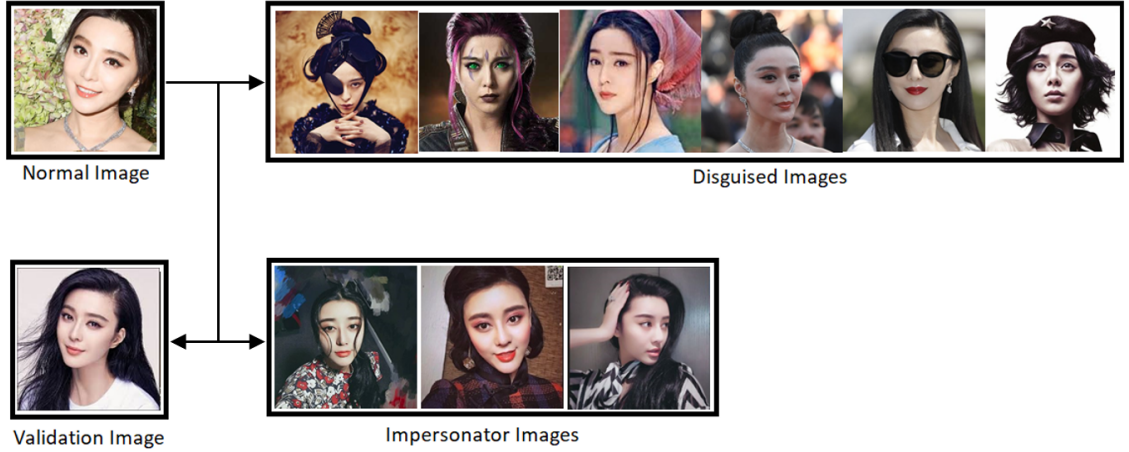 Normal Image
Disguised Images
Validation Image
Impersonator Images